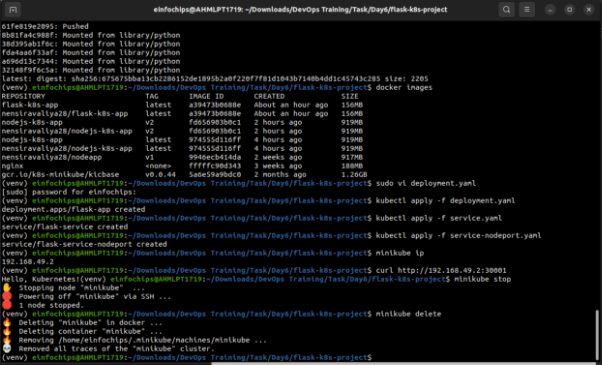 einfochips@AHMLPT1719: ~/Downloads/DevOps Training/Task/Day6/flask-k8s-project
61fe819e2095: Pushed
8b81fa4c908f: Mounted from library/python
38d395ab1f6c: Mounted from library/python
fda4aa6f33af: Mounted from library/python
a696d13c7344: Mounted from library/python
32148f9f6c5a: Mounted from library/python
latest: digest: sha256:675675bba13cb2286152de1895b2a0f220f7f81d1043b7140b4dd1c45743c285 size: 2205
(venv) einfochips@AHMLPT1719:~/Downloads/DevOps Training/Task/Day6/flask-k8s-project$ docker images
REPOSITORY TAG IMAGE ID CREATED SIZE
flask-k8s-app latest a39473b0688e About an hour ago 156MB
nensiravaliya28/flask-k8s-app latest a39473b0688e About an hour ago 156MB
nodejs-k8s-app v2 fd656903b0c1 2 hours ago 919MB
nensiravaliya28/nodejs-k8s-app v2 fd656903b0c1 2 hours ago 919MB
nodejs-k8s-app latest 974555d116ff 4 hours ago 919MB
nensiravaliya28/nodejs-k8s-app latest 974555d116ff 4 hours ago 919MB
nensiravaliya28/nodeapp v1 9946ecb414da 2 weeks ago 917MB
nginx <none> fffffc90d343 3 weeks ago 188MB
gcr.io/k8s-minikube/kicbase v0.0.44 5a6e59a9bdc0 2 months ago 1.26GB
(venv) einfochips@AHMLPT1719:~/Downloads/DevOps Training/Task/Day6/flask-k8s-project$ sudo vi deployment.yaml
[sudo] password for einfochips:
(venv) einfochips@AHMLPT1719:~/Downloads/DevOps Training/Task/Day6/flask-k8s-project$ kubectl apply -f deployment.yaml
deployment.apps/flask-app created
(venv) einfochips@AHMLPT1719:~/Downloads/DevOps Training/Task/Day6/flask-k8s-project$ kubectl apply -f service.yaml
service/flask-service created
(venv) einfochips@AHMLPT1719:~/Downloads/DevOps Training/Task/Day6/flask-k8s-project$ kubectl apply -f service-nodeport.yaml
service/flask-service-nodeport created
(venv) einfochips@AHMLPT1719:~/Downloads/DevOps Training/Task/Day6/flask-k8s-project$ minikube ip
192.168.49.2
(venv) einfochips@AHMLPT1719:~/Downloads/DevOps Training/Task/Day6/flask-k8s-project$ curl http://192.168.49.2:30001
Hello, Kubernetes!(venv) einfochips@AHMLPT1719:~/Downloads/DevOps Training/Task/Day6/flask-k8s-project$ minikube stop
Stopping node "minikube" ...
Powering off "minikube" via SSH ...
1 node stopped.
(venv) einfochips@AHMLPT1719:~/Downloads/DevOps Training/Task/Day6/flask-k8s-project$ minikube delete
Deleting "minikube" in docker ...
Deleting container "minikube" ...
Removing /home/einfochips/.minikube/machines/minikube ...
Removed all traces of the "minikube" cluster.
(venv) einfochips@AHMLPT1719:~/Downloads/DevOps Training/Task/Day6/flask-k8s-project$